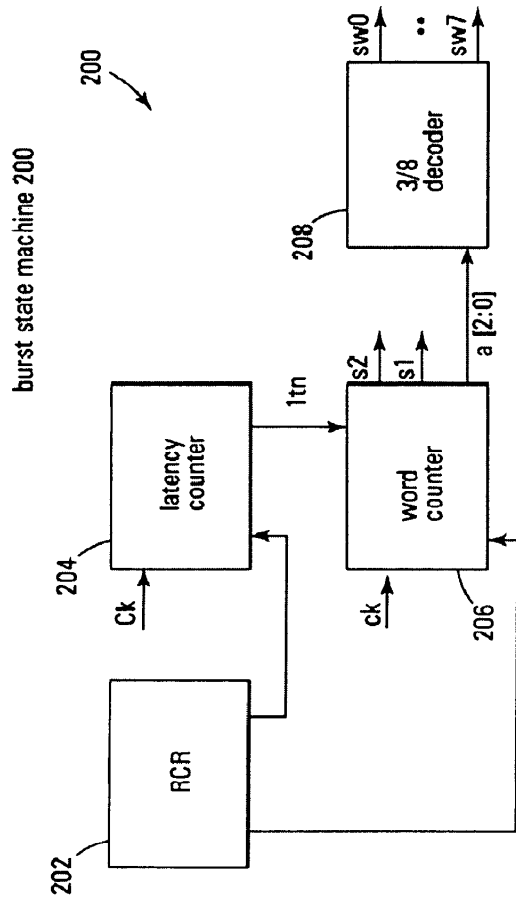 burst state machine 200
200
202
RCR
204
Ck
latency
counter
1tn
ck
206
word
counter
s2
s1
a [2:0]
208
3/8
decoder
sw0
..
sw7